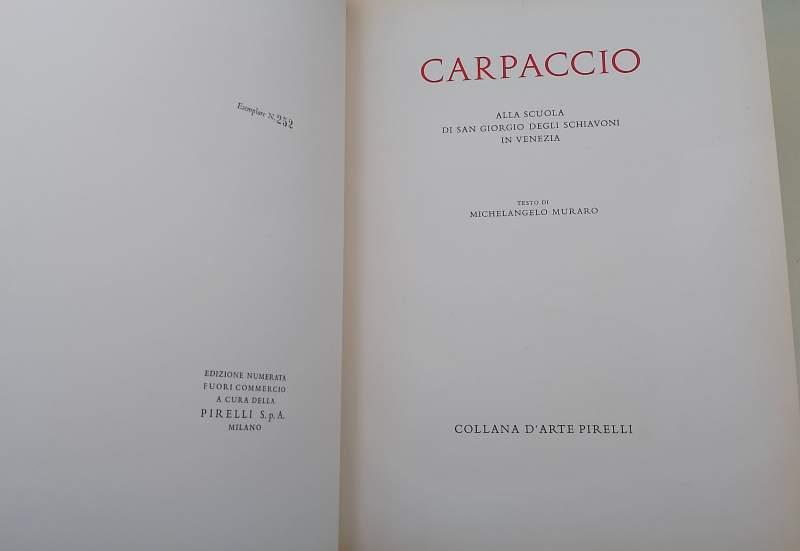 Esemplare N. 252
EDIZIONE NUMERATA
FUORI COMMERCIO
A CURA DELLA
PIRELLI S.p.A.
MILANO
CARPACCIO
ALLA SCUOLA
DI SAN GIORGIO DEGLI SCHIAVONI
IN VENEZIA
TESTO DI
MICHELANGELO MURARO
COLLANA D'ARTE PIRELLI